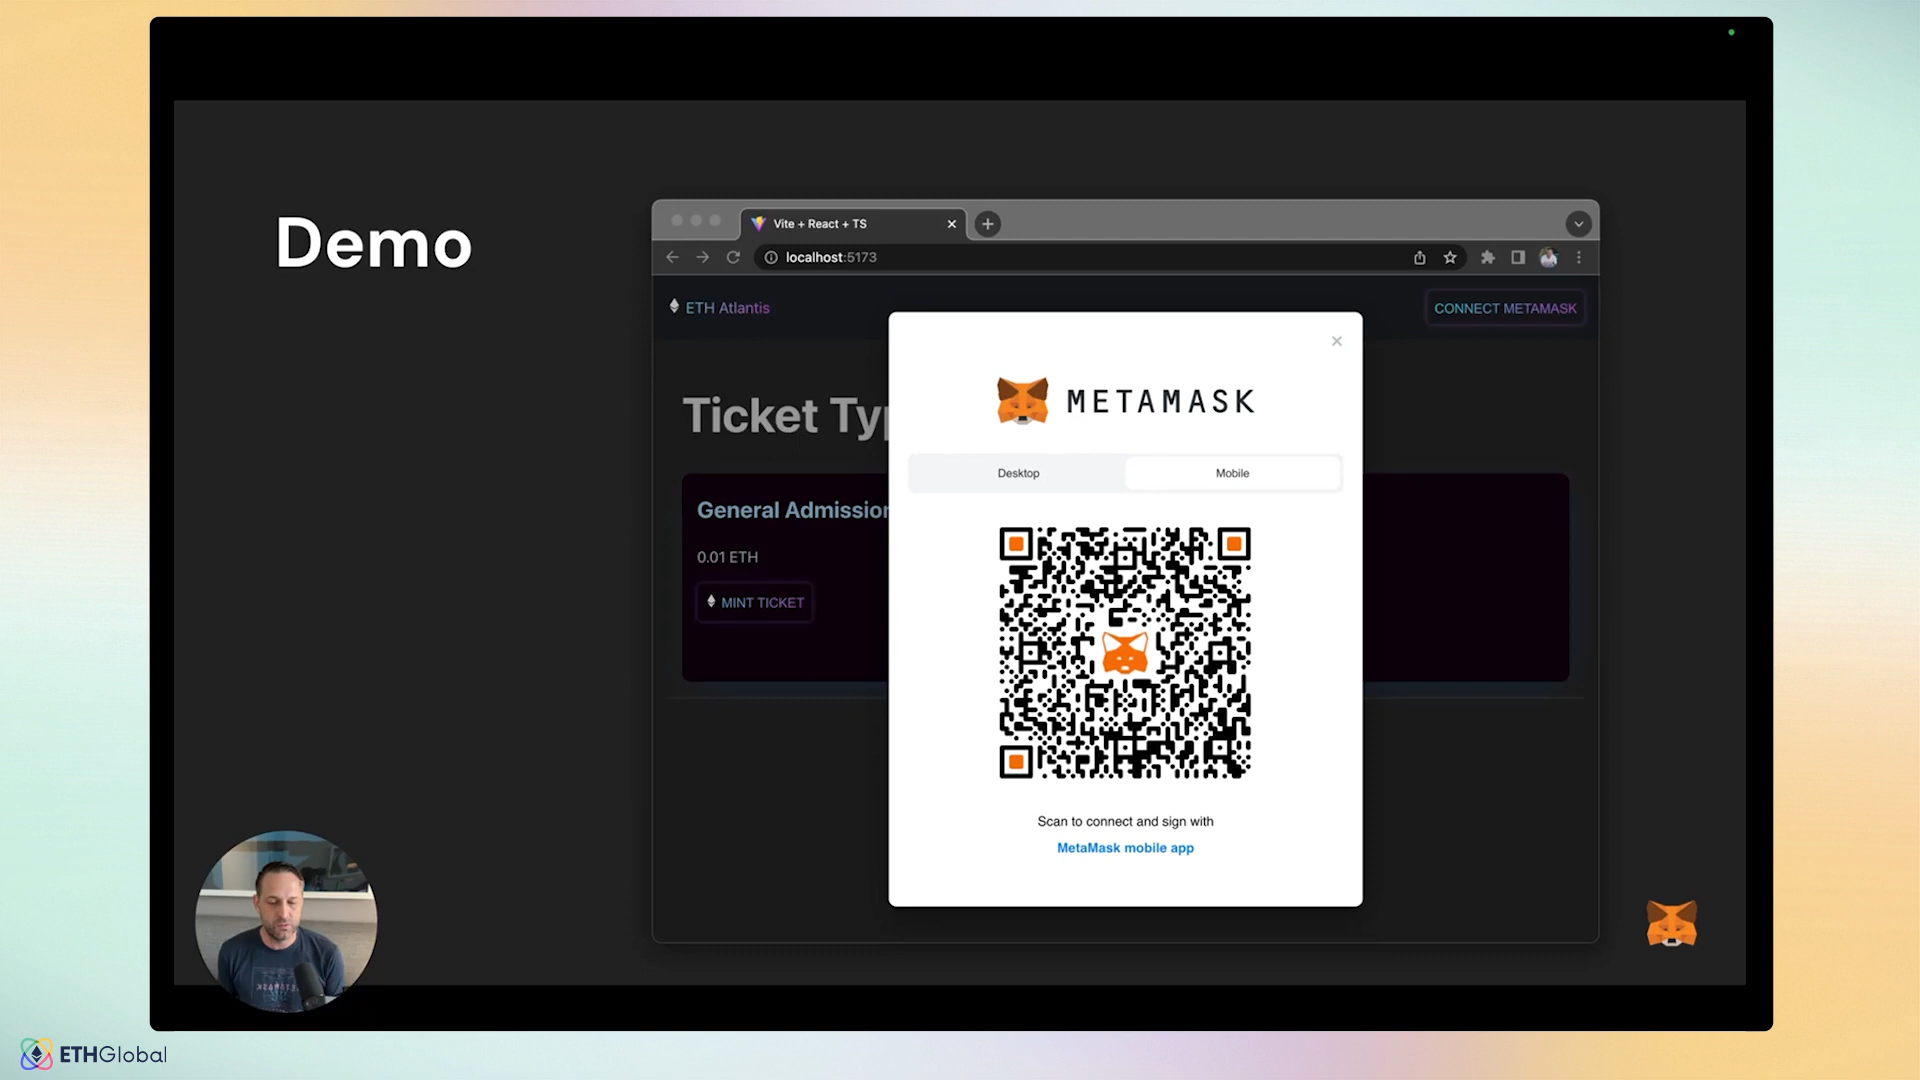 Demo
Vite + React + TS
localhost:5173
ETH Atlantis
CONNECT METAMASK
METAMASK
Ticket Typ
Desktop
Mobile
General Admission
0.01 ETH
MINT TICKET
Scan to connect and sign with
MetaMask mobile app
ETHGlobal